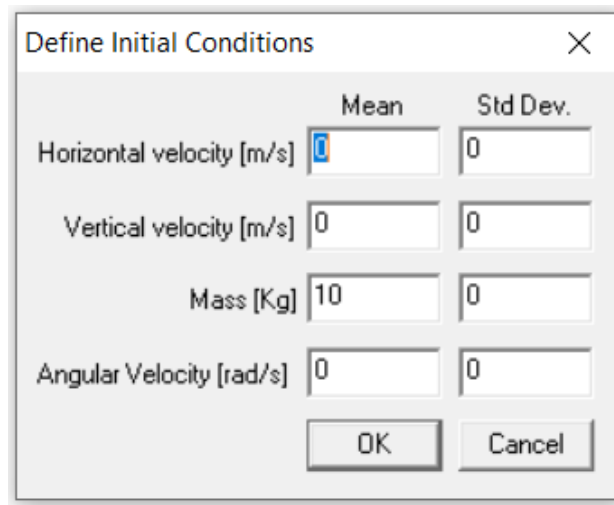 Define Initial Conditions
Mean Std Dev.
Horizontal velocity [m/s] 0 0
Vertical velocity [m/s] 0 0
Mass [Kg] 10 0
Angular Velocity [rad/s] 0 0
OK Cancel